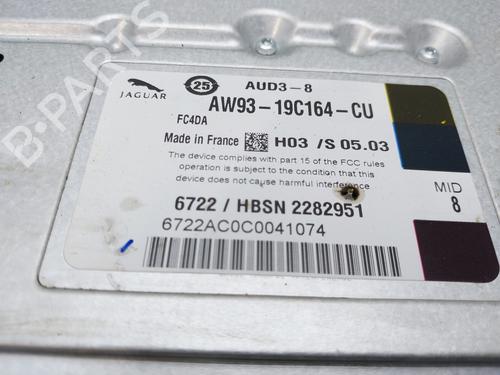 JAGUAR
25
AUD3-8
AW93-19C164-CU
FC4DA
Made in France
H03 /S 05.03
The device complies with part 15 of the FCC rules
operation is subject to the condition that this
device does not cause harmful interference
MID
8
6722 / HBSN 2282951
6722AC0C0041074
B-PARTS